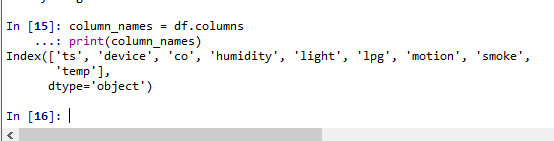 In [15]: column_names = df.columns
...: print(column_names)
Index(['ts', 'device', 'co', 'humidity', 'light', 'lpg', 'motion', 'smoke',
'temp'],
dtype='object')
In [16]: